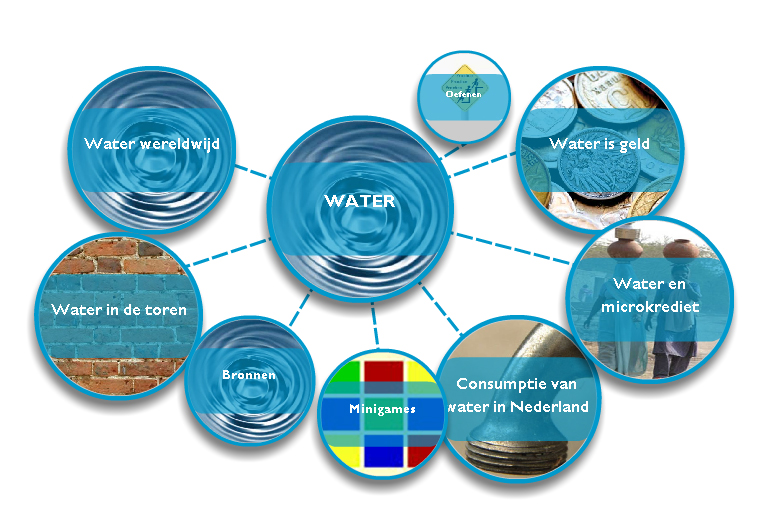 Oefenen
Water wereldwijd
Water is geld
WATER
Water en
microkrediet
Water in de toren
Bronnen
Consumptie van
water in Nederland
Minigames